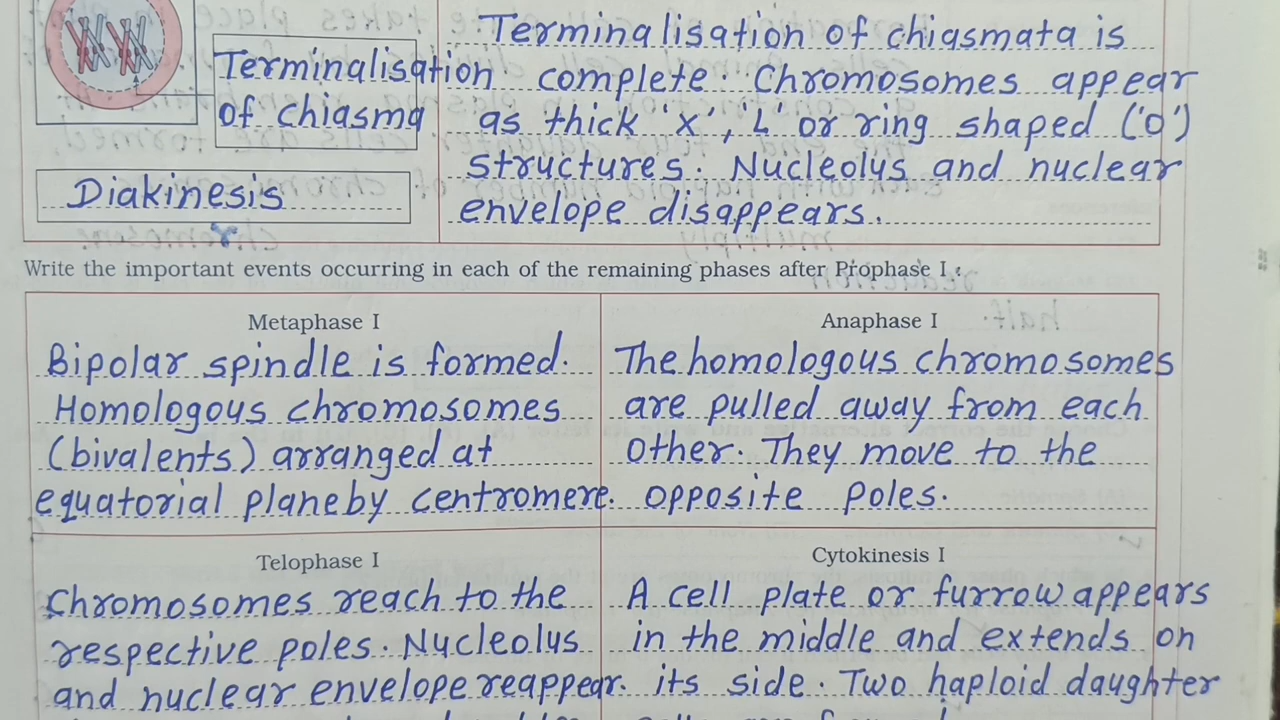 Terminalisation
of chiasma
Diakinesis
Terminalisation of chiasmata is
complete. Chromosomes appear
as thick 'x', 'L or ring shaped ('o')
structures. Nucleolus and nuclear
envelope disappears.
Write the important events occurring in each of the remaining phases after Prophase I :
Metaphase I
Bipolar spindle is formed.
Homologous chromosomes
(bivalents) arranged at
equatorial plane by centromere.
Anaphase I
The homologous chromosomes
are pulled away from each
other. They move to the
opposite poles.
Telophase I
Chromosomes reach to the
respective poles. Nucleolus
and nuclear envelope reappear.
Cytokinesis I
A cell plate or furrow appears
in the middle and extends on
its side. Two haploid daughter